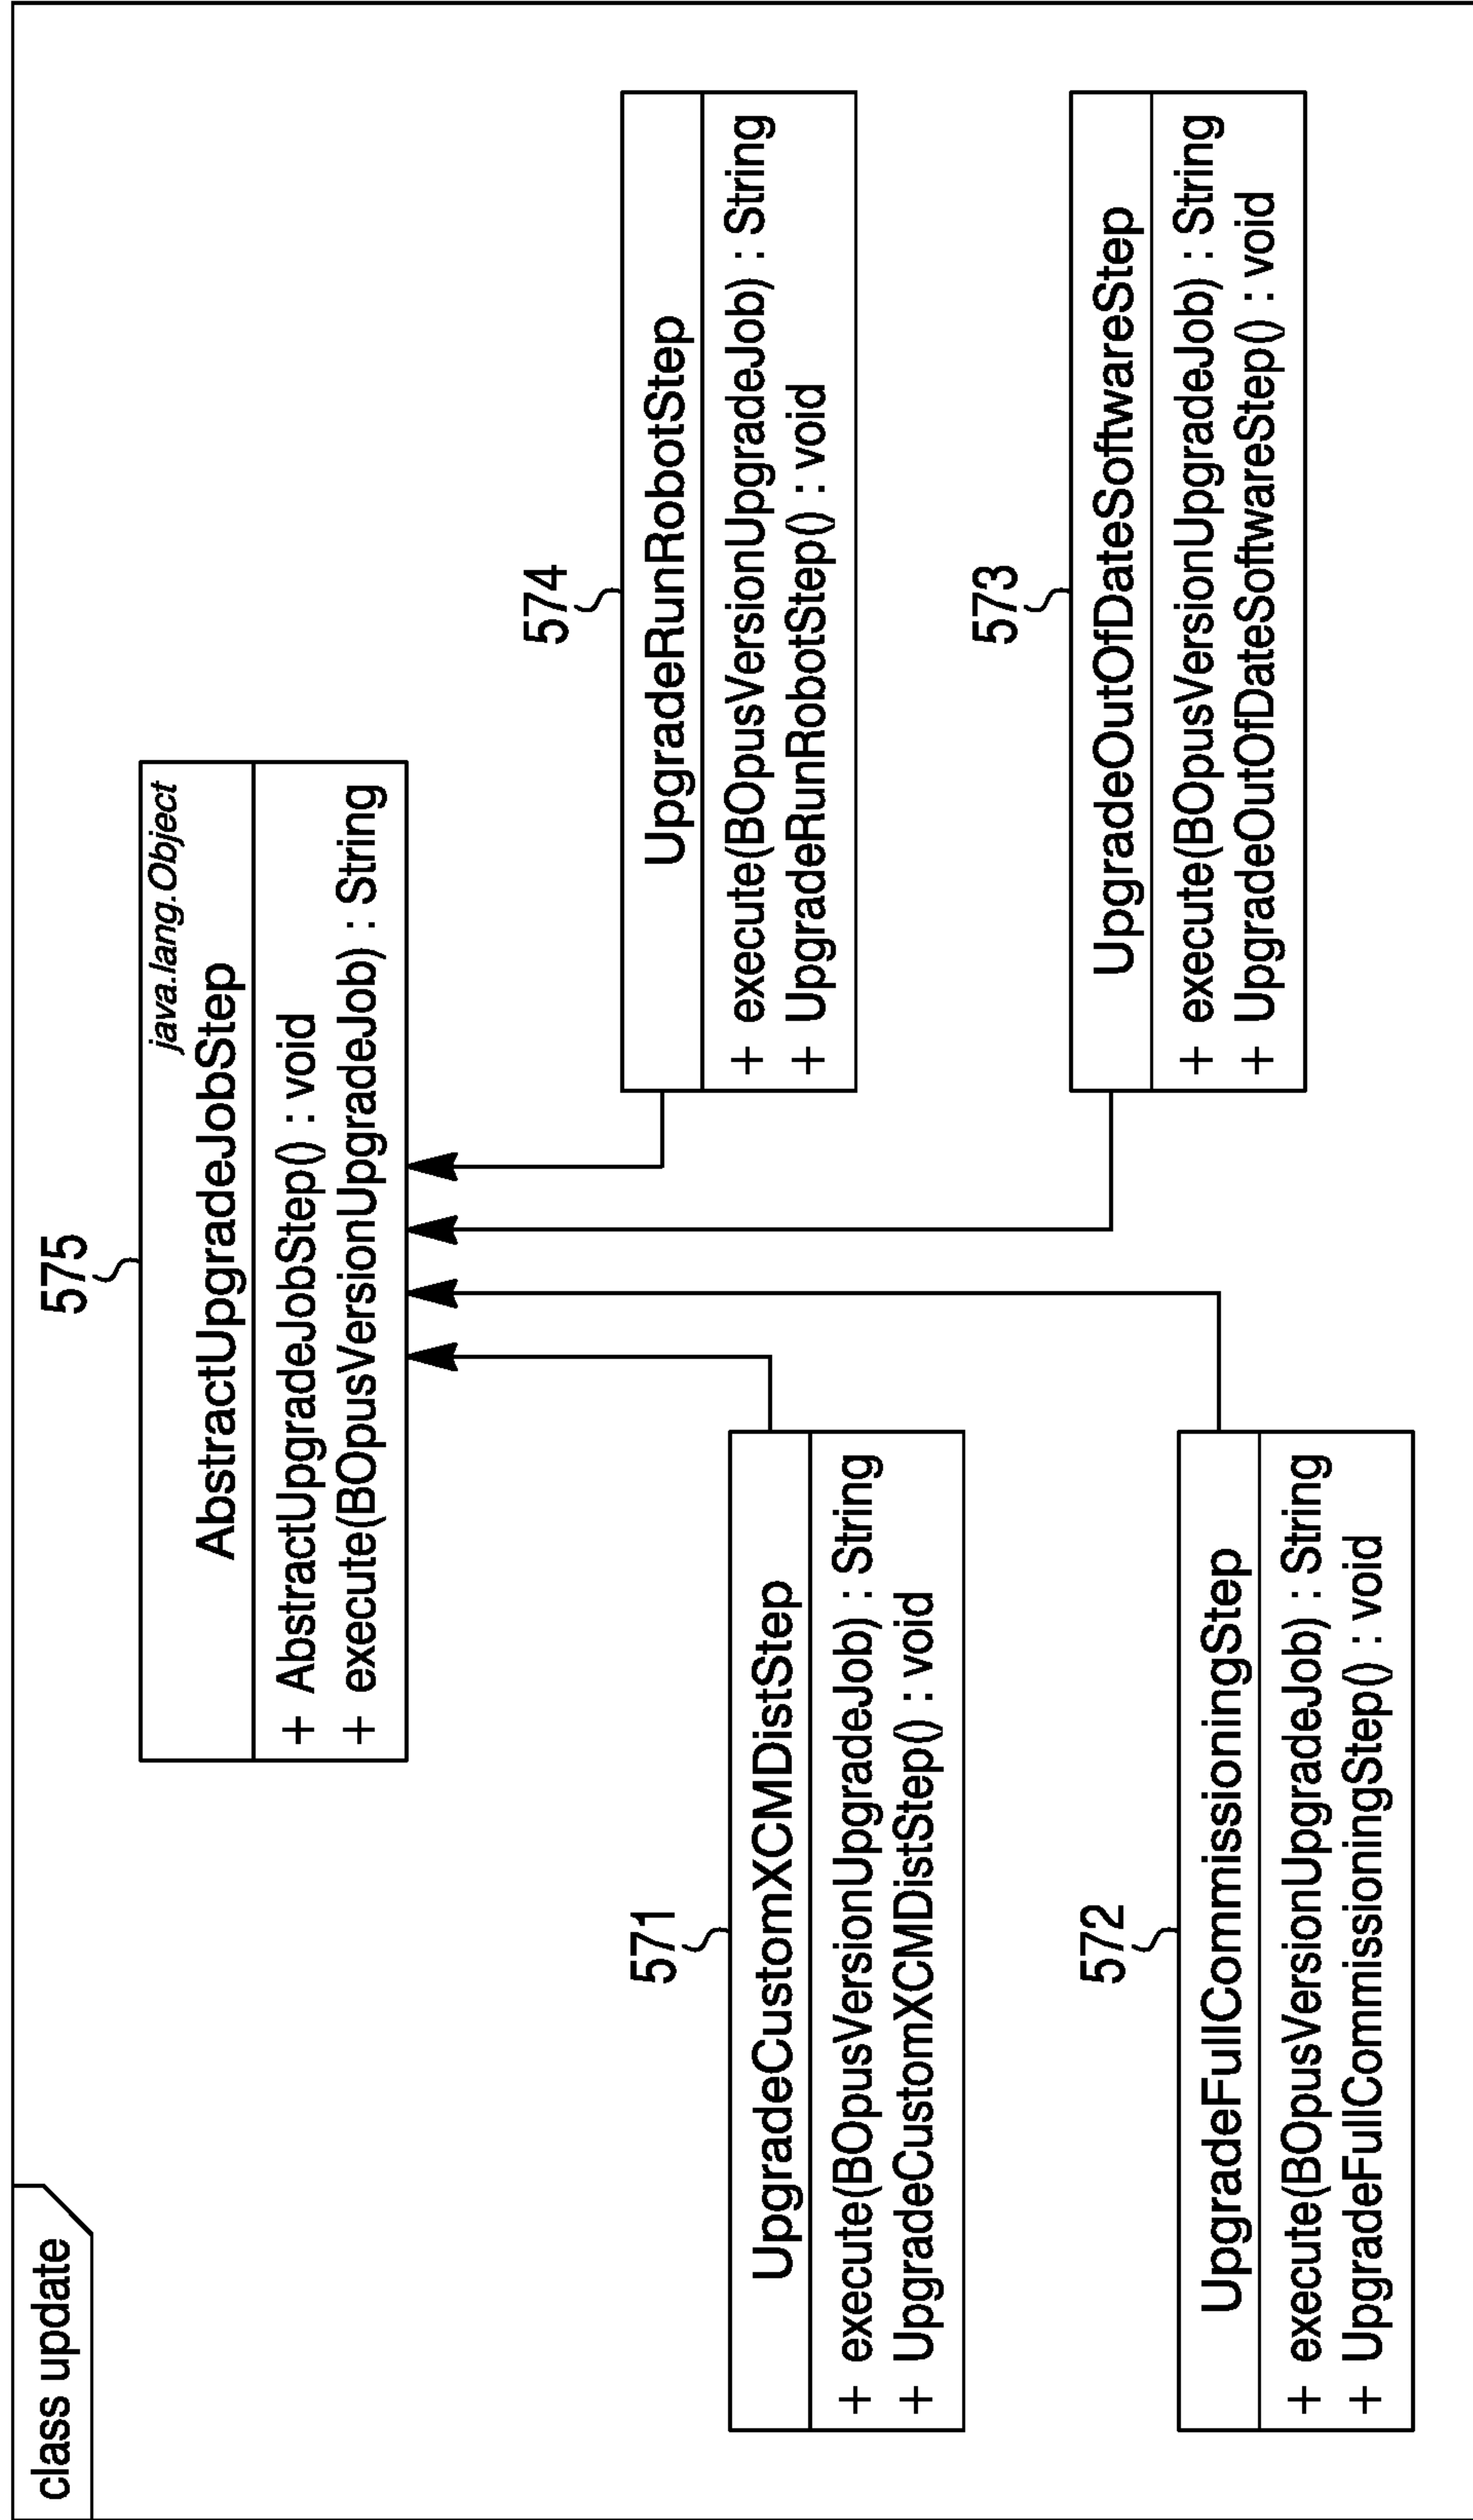 class update
575
java.lang.Object
AbstractUpgradeJobStep
+ AbstractUpgradeJobStep() : void
+ execute(BOpusVersionUpgradeJob) : String
571
UpgradeCustomXCMDistStep
+ execute(BOpusVersionUpgradeJob) : String
+ UpgradeCustomXCMDistStep() : void
574
UpgradeRunRobotStep
+ execute(BOpusVersionUpgradeJob) : String
+ UpgradeRunRobotStep() : void
572
UpgradeFullCommissioningStep
+ execute(BOpusVersionUpgradeJob) : String
+ UpgradeFullCommissioningStep() : void
573
UpgradeOutOfDateSoftwareStep
+ execute(BOpusVersionUpgradeJob) : String
+ UpgradeOutOfDateSoftwareStep() : void